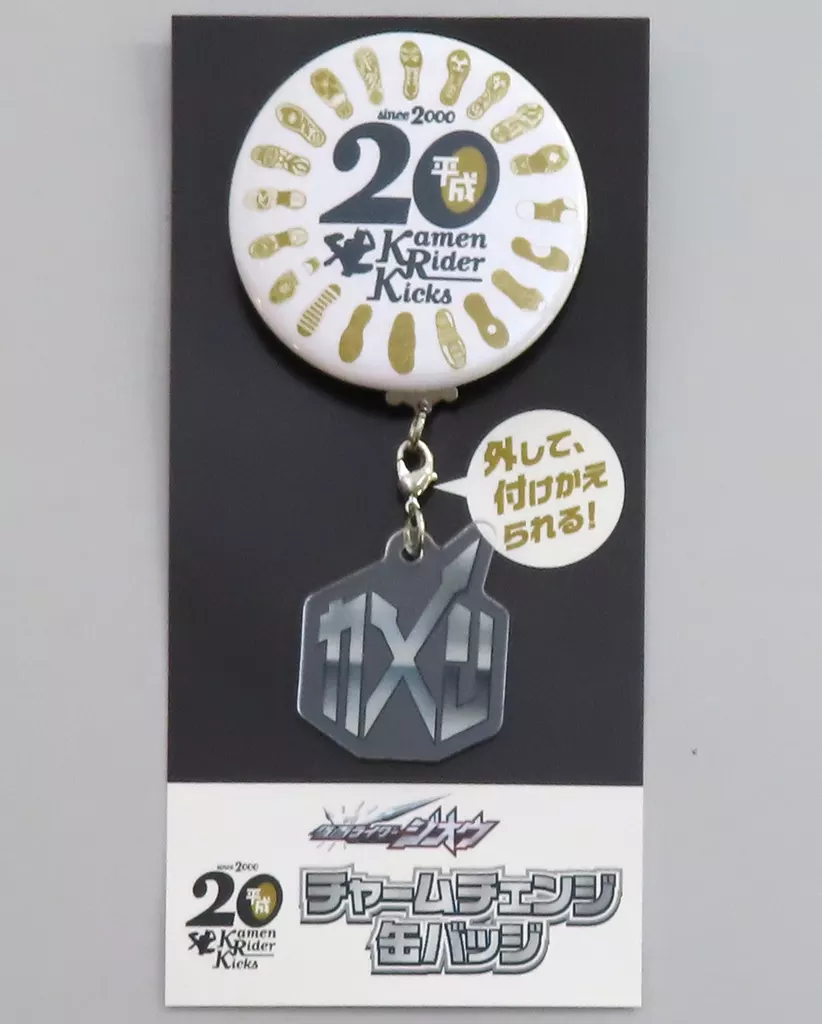 since 2000
20
平成
Kamen
Rider
Kicks
外して、
付けかえ
られる!
カメン
仮面ライダージオウ
チャームチェンジ
缶バッジ
since 2000
20
平成
Kamen
Rider
Kicks